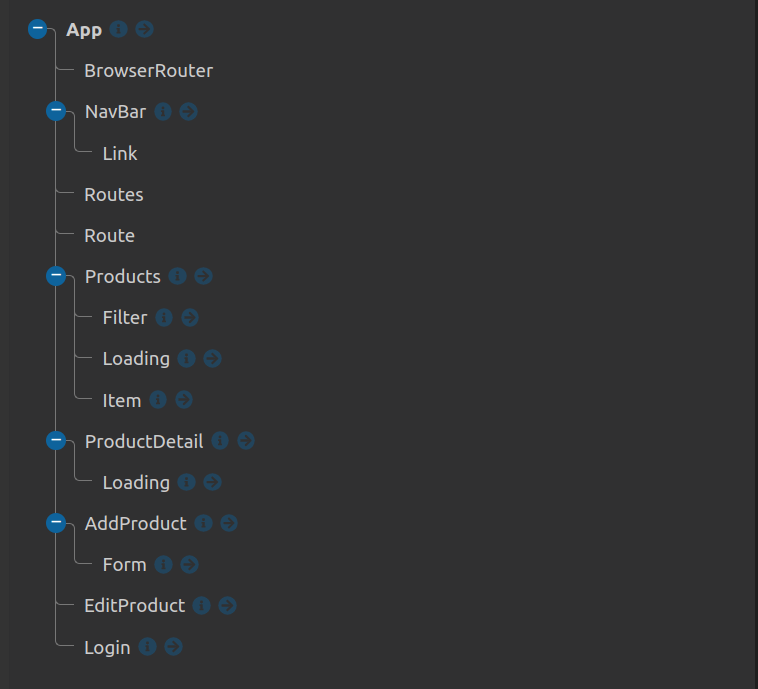 App
BrowserRouter
NavBar
Link
Routes
Route
Products
Filter
Loading
Item
ProductDetail
Loading
AddProduct
Form
EditProduct
Login